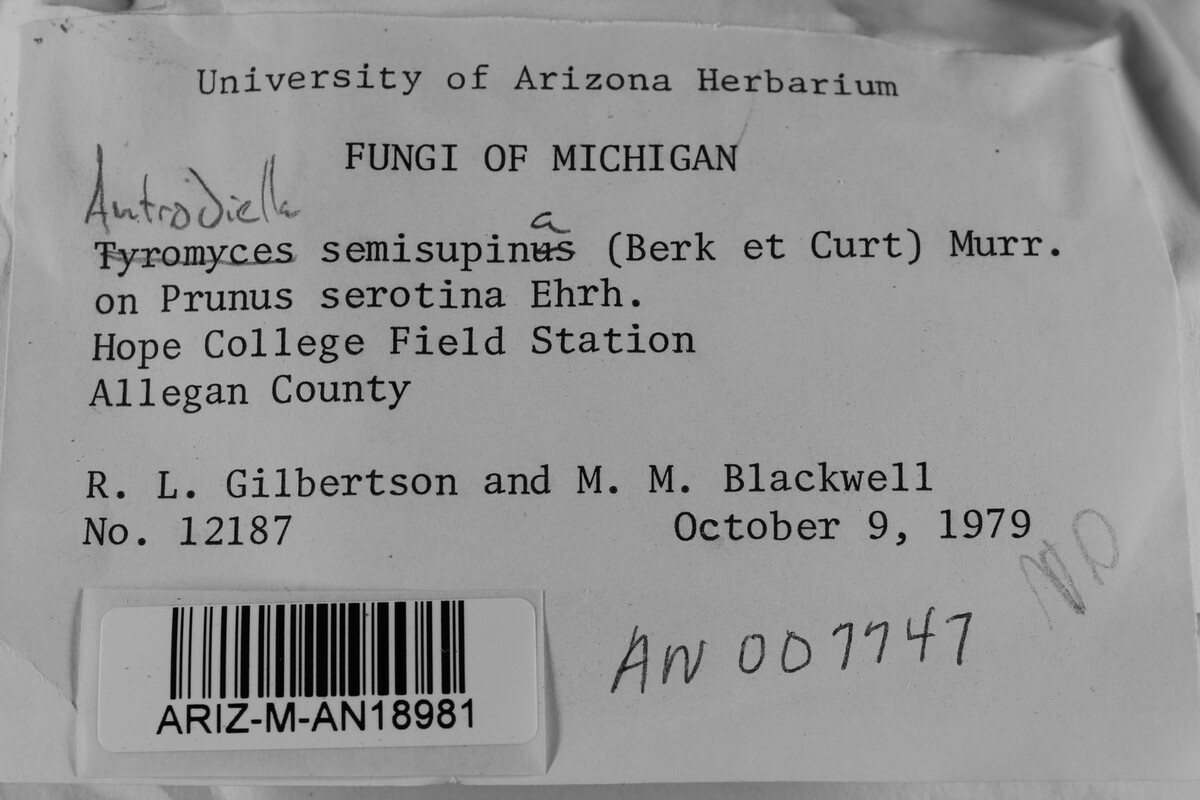 University of Arizona Herbarium
FUNGI OF MICHIGAN
Antrodiella
a
Tyromyces semisupinus (Berk et Curt) Murr.
on Prunus serotina Ehrh.
Hope College Field Station
Allegan County
R. L. Gilbertson and M. M. Blackwell
No. 12187 October 9, 1979
AN 007747
ARIZ-M-AN18981